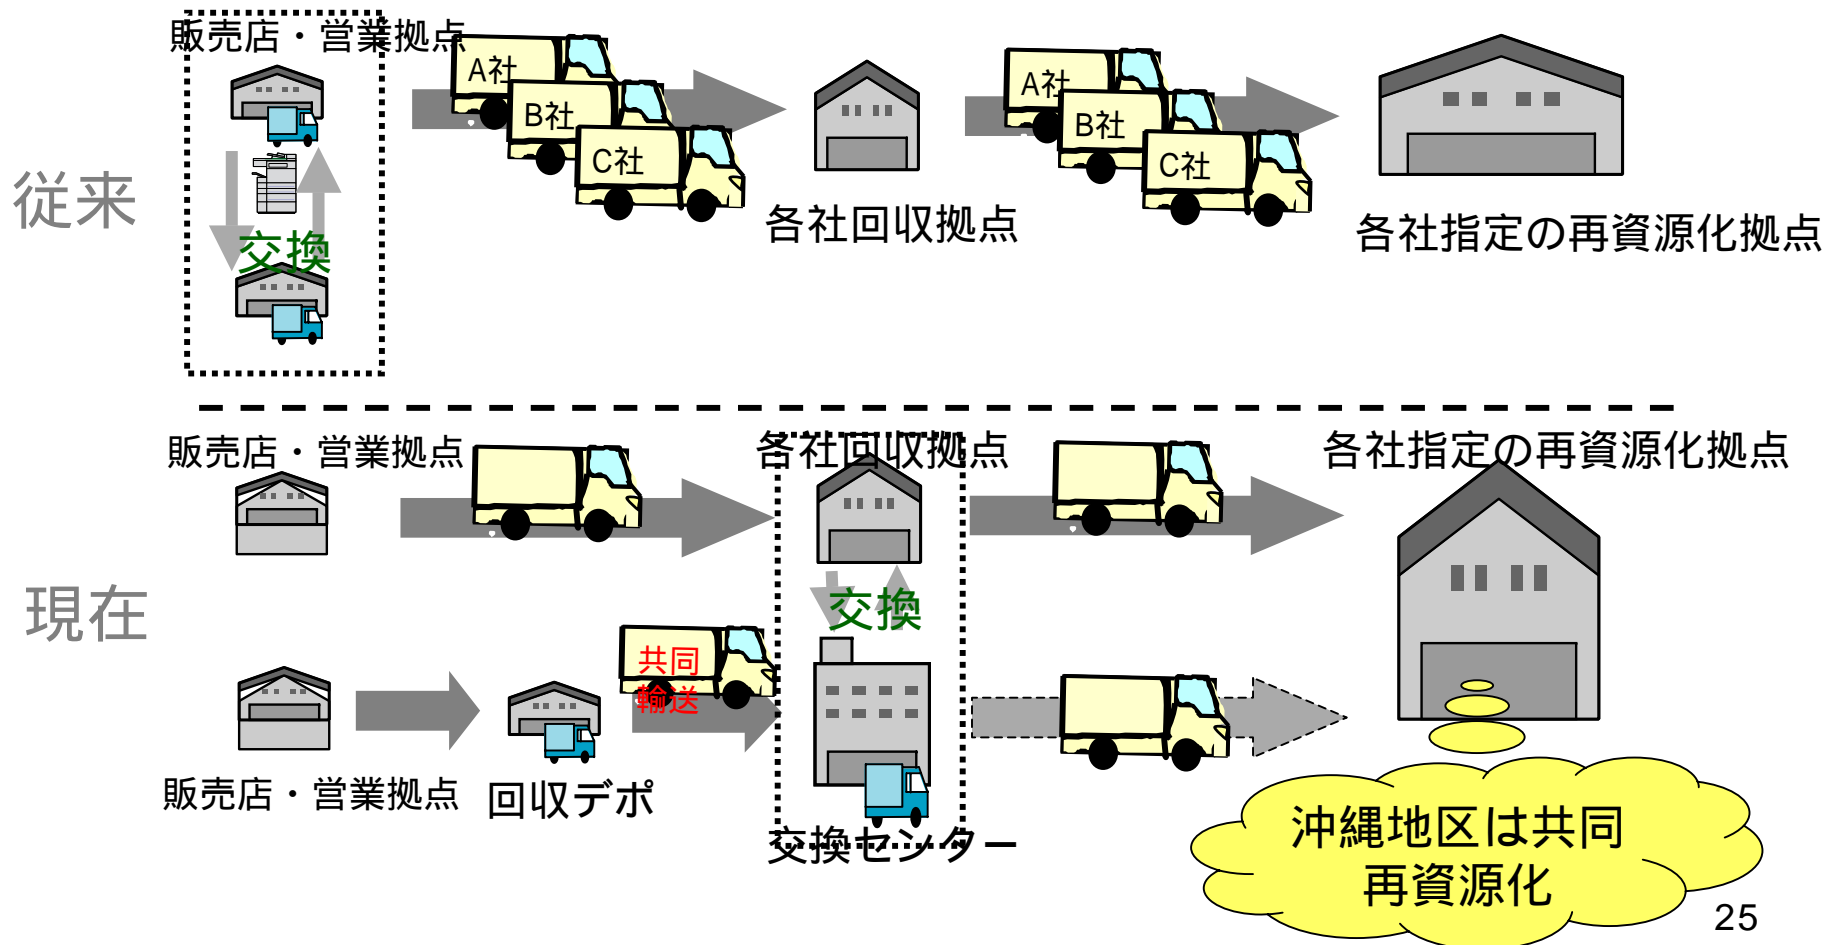 販売店・営業拠点
A社
B社
C社
A社
B社
C社
従来
交換
各社回収拠点
各社指定の再資源化拠点
販売店・営業拠点
各社回収拠点
各社指定の再資源化拠点
現在
交換
共同
輸送
販売店・営業拠点
回収デポ
交換センター
沖縄地区は共同
再資源化
25